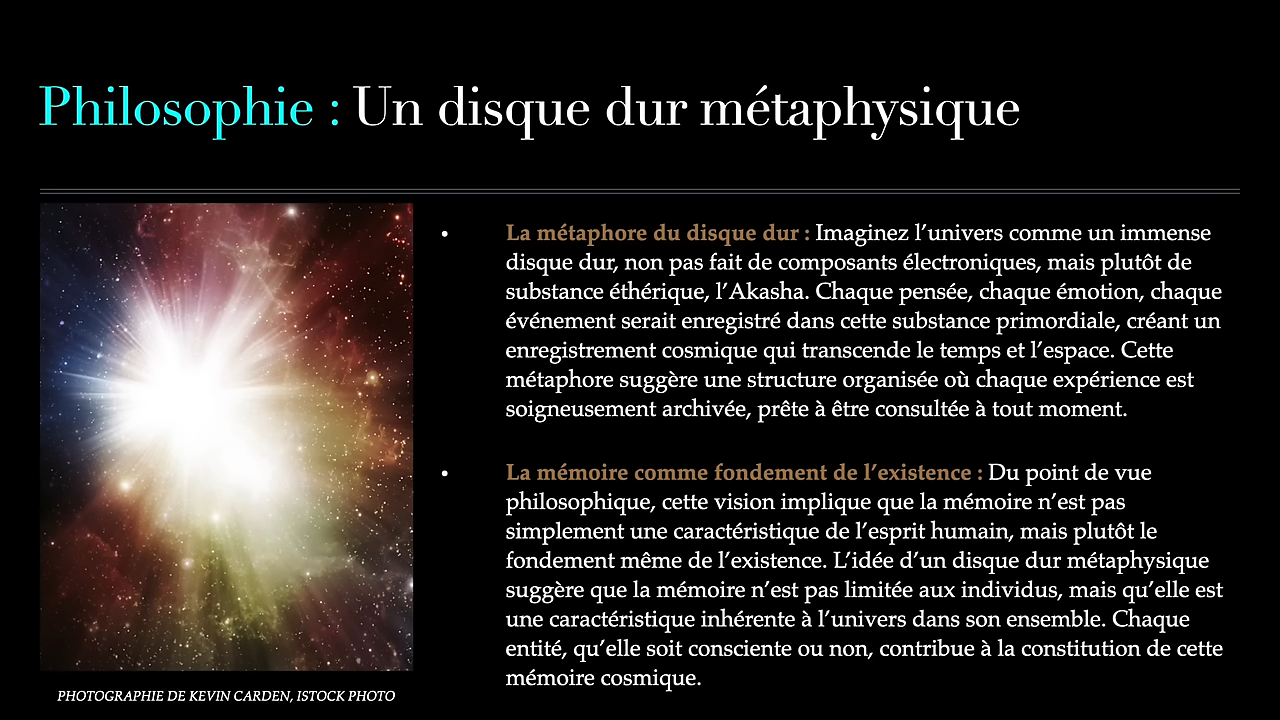 Philosophie : Un disque dur métaphysique
• La métaphore du disque dur : Imaginez l’univers comme un immense
disque dur, non pas fait de composants électroniques, mais plutôt de
substance éthérique, l’Akasha. Chaque pensée, chaque émotion, chaque
événement serait enregistré dans cette substance primordiale, créant un
enregistrement cosmique qui transcende le temps et l’espace. Cette
métaphore suggère une structure organisée où chaque expérience est
soigneusement archivée, prête à être consultée à tout moment.
• La mémoire comme fondement de l’existence : Du point de vue
philosophique, cette vision implique que la mémoire n’est pas
simplement une caractéristique de l’esprit humain, mais plutôt le
fondement même de l’existence. L’idée d’un disque dur métaphysique
suggère que la mémoire n’est pas limitée aux individus, mais qu’elle est
une caractéristique inhérente à l’univers dans son ensemble. Chaque
entité, qu’elle soit consciente ou non, contribue à la constitution de cette
mémoire cosmique.
PHOTOGRAPHIE DE KEVIN CARDEN, ISTOCK PHOTO